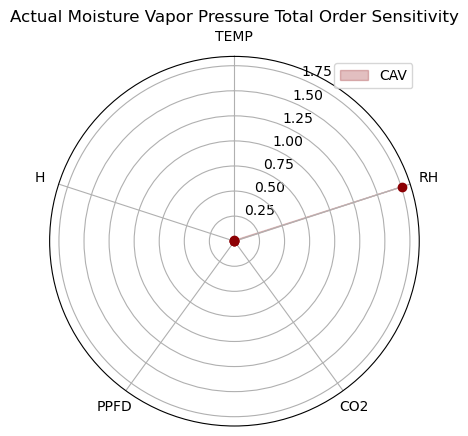 Actual Moisture Vapor Pressure Total Order Sensitivity
TEMP
1.75
CAV
1.50
1.25
1.00
H
0.75
RH
0.50
0.25
PPFD
CO2